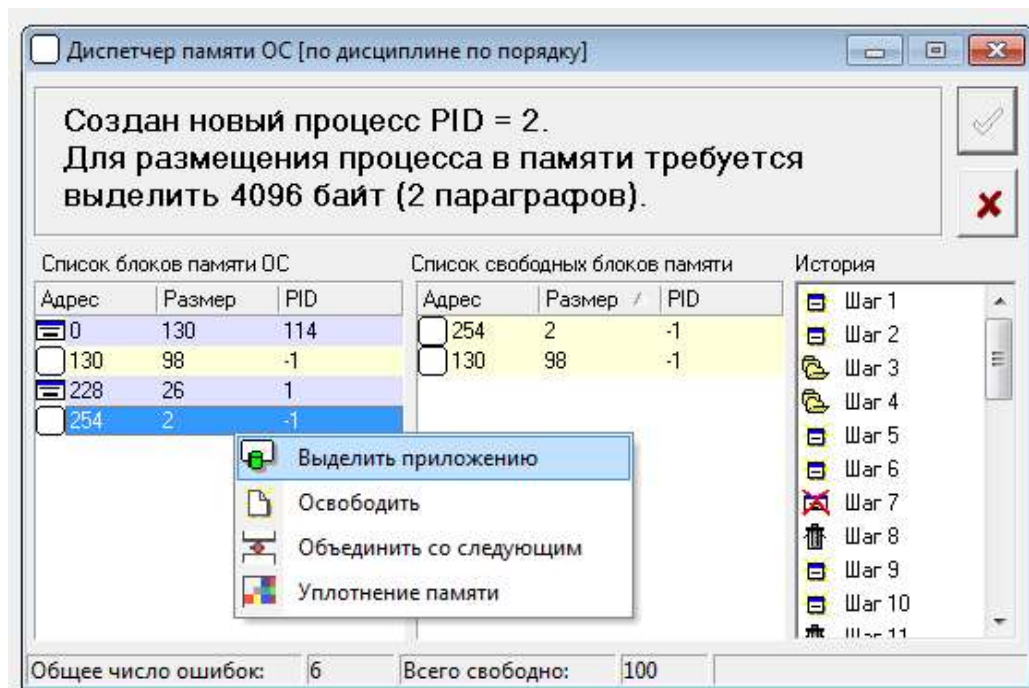 Диспетчер памяти ОС [по дисциплине по порядку]
Создан новый процесс PID = 2.
Для размещения процесса в памяти требуется
выделить 4096 байт (2 параграфов).
Список блоков памяти ОС
Адрес Размер PID
0 130 114
130 98 -1
228 26 1
254 2 -1
Выделить приложению
Освободить
Объединить со следующим
Уплотнение памяти
Список свободных блоков памяти
Адрес Размер PID
254 2 -1
130 98 -1
История
Шаг 1
Шаг 2
Шаг 3
Шаг 4
Шаг 5
Шаг 6
Шаг 7
Шаг 8
Шаг 9
Шаг 10
Шаг 11
Общее число ошибок: 6 Всего свободно: 100